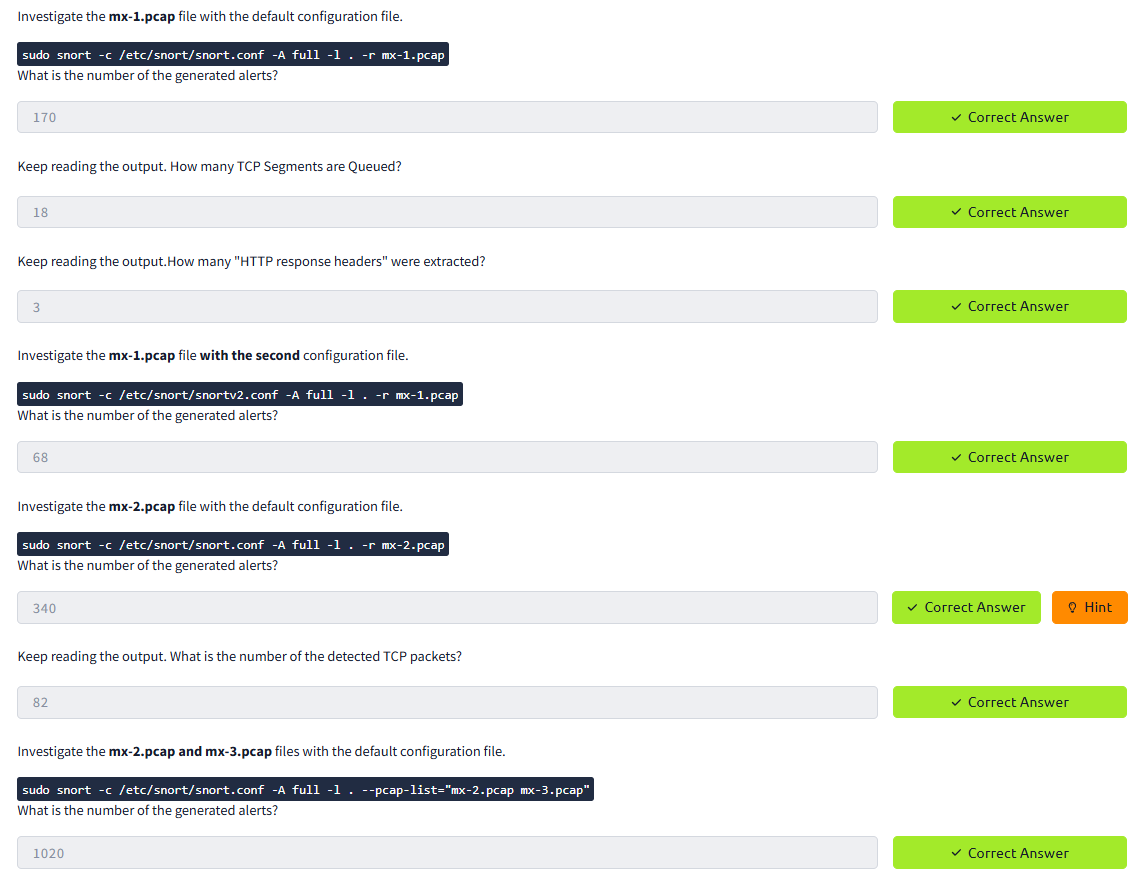 Investigate the mx-1.pcap file with the default configuration file.
sudo snort -c /etc/snort/snort.conf -A full -l . -r mx-1.pcap
What is the number of the generated alerts?
170
✓ Correct Answer
Keep reading the output. How many TCP Segments are Queued?
18
✓ Correct Answer
Keep reading the output.How many "HTTP response headers" were extracted?
3
✓ Correct Answer
Investigate the mx-1.pcap file with the second configuration file.
sudo snort -c /etc/snort/snortv2.conf -A full -l . -r mx-1.pcap
What is the number of the generated alerts?
68
✓ Correct Answer
Investigate the mx-2.pcap file with the default configuration file.
sudo snort -c /etc/snort/snort.conf -A full -l . -r mx-2.pcap
What is the number of the generated alerts?
340
✓ Correct Answer
Hint
Keep reading the output. What is the number of the detected TCP packets?
82
✓ Correct Answer
Investigate the mx-2.pcap and mx-3.pcap files with the default configuration file.
sudo snort -c /etc/snort/snort.conf -A full -l . --pcap-list="mx-2.pcap mx-3.pcap"
What is the number of the generated alerts?
1020
✓ Correct Answer